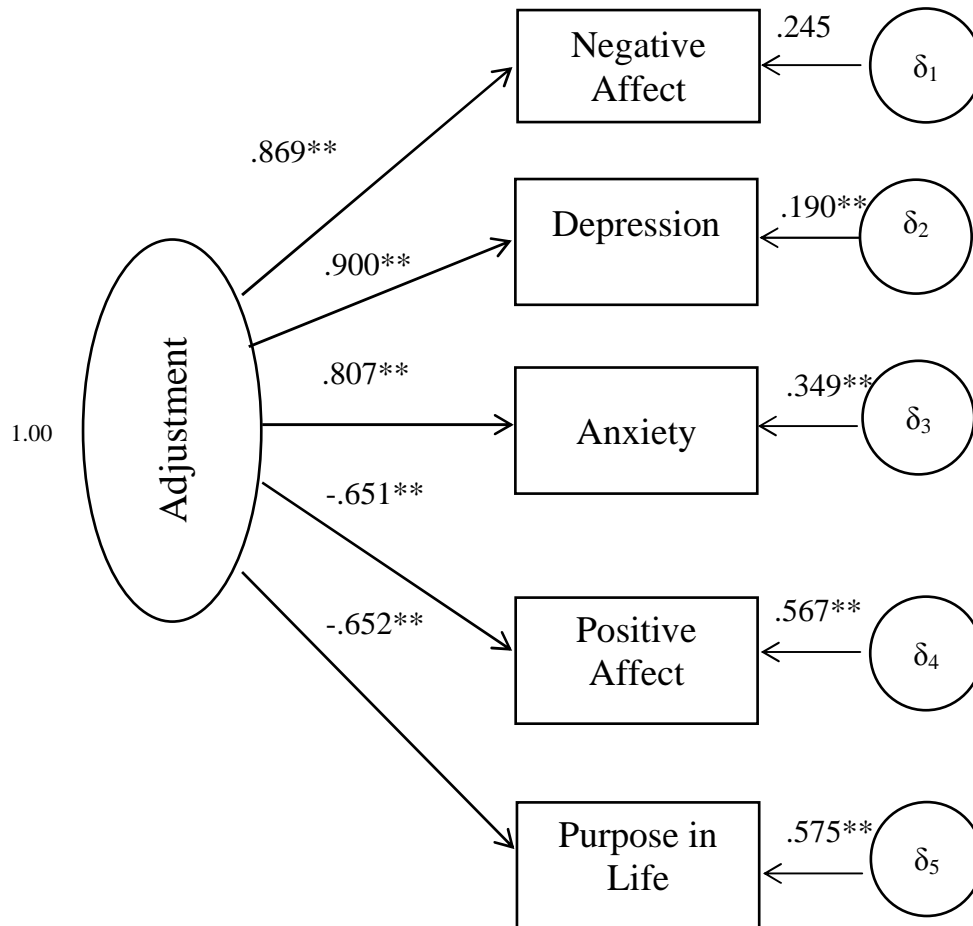 Negative
Affect
.245
δ1
.869**
Depression
.190**
δ2
.900**
Adjustment
1.00
.807**
Anxiety
.349**
δ3
-.651**
Positive
Affect
.567**
δ4
-.652**
Purpose in
Life
.575**
δ5